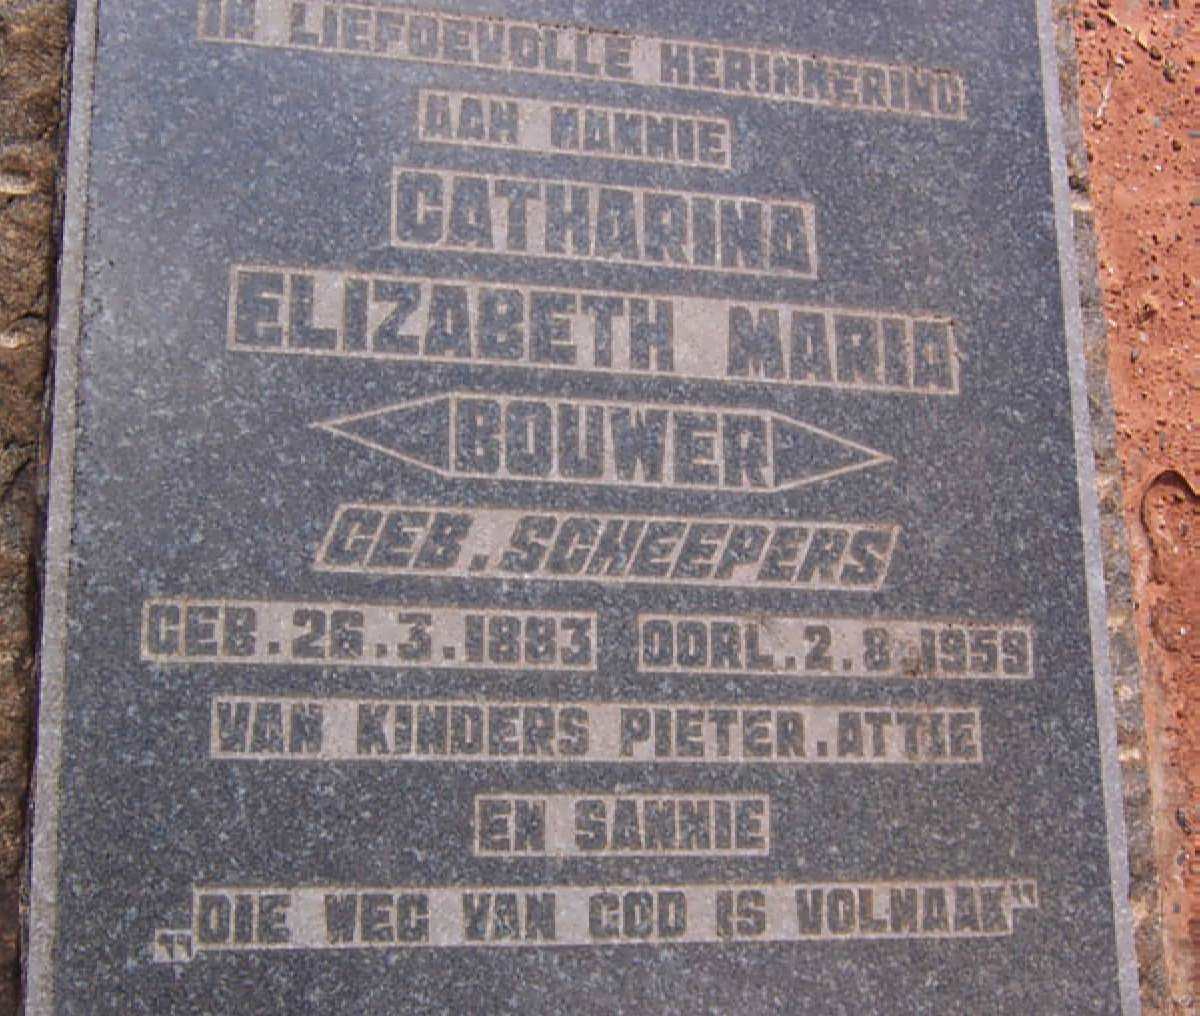 IN LIEFDEVOLLE HERINNERING
AAN MAMMIE
CATHARINA
ELIZABETH MARIA
BOUWER
GEB. SCHEEPERS
GEB. 26.3.1883 OORL. 2.8.1959
VAN KINDERS PIETER. ATTIE
EN SANNIE
„DIE WEG VAN GOD IS VOLMAAK"